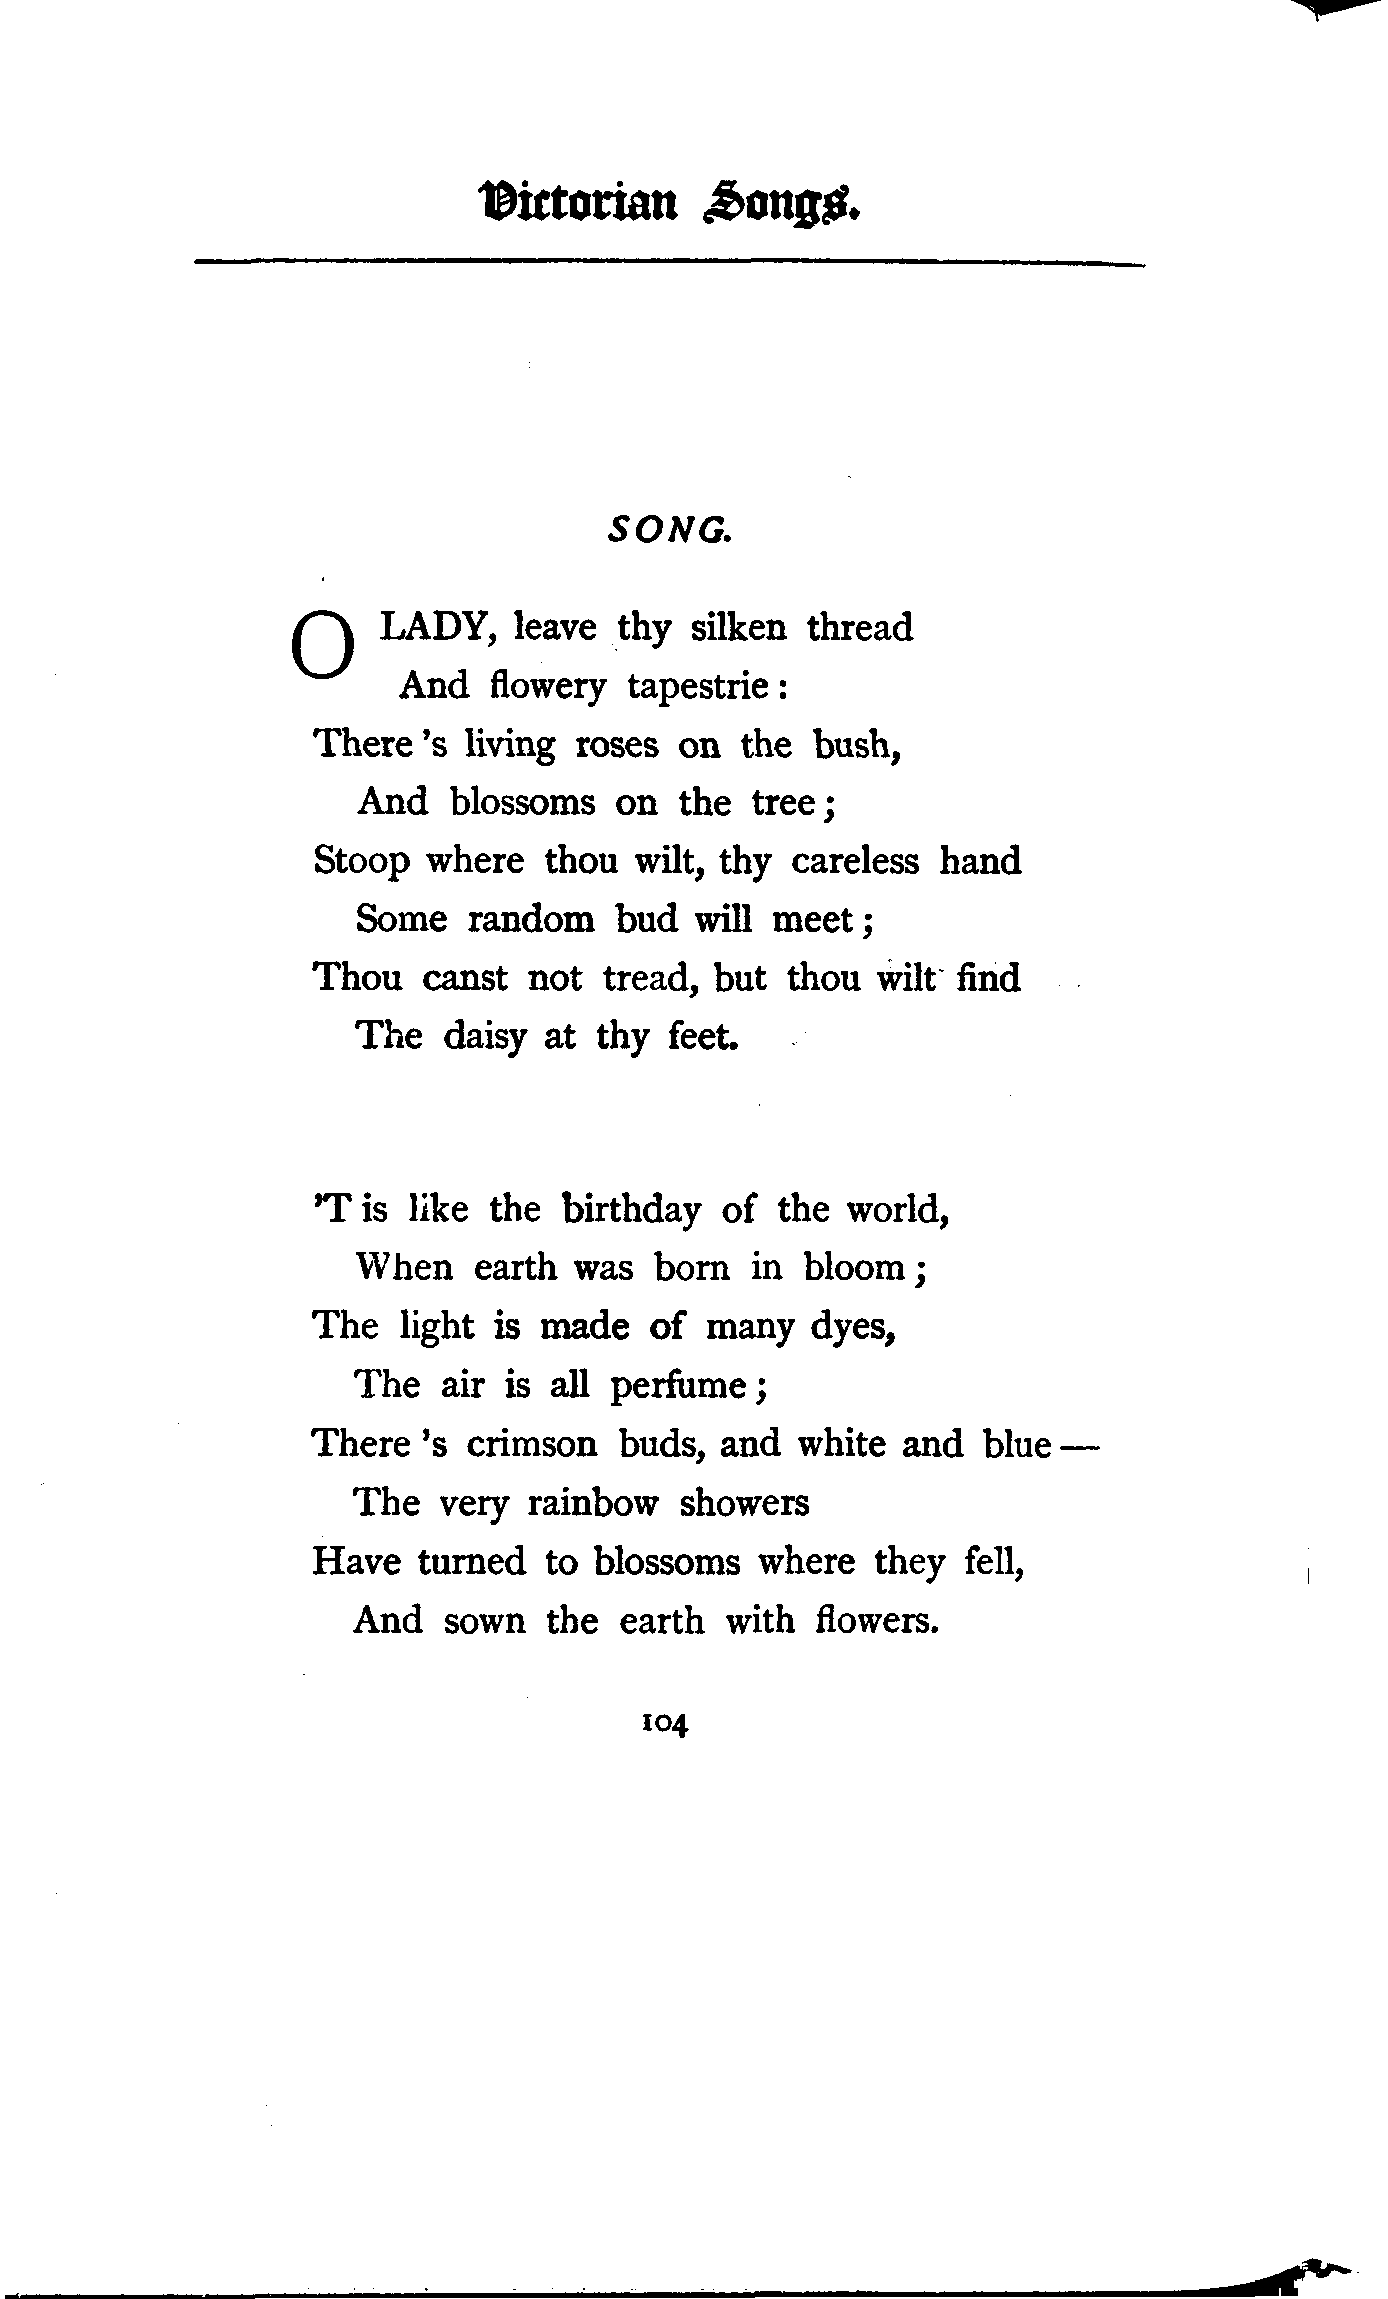 Victorian Songs.
SONG.
O LADY, leave thy silken thread
And flowery tapestrie:
There 's living roses on the bush,
And blossoms on the tree;
Stoop where thou wilt, thy careless hand
Some random bud will meet;
Thou canst not tread, but thou wilt find
The daisy at thy feet.
'T is like the birthday of the world,
When earth was born in bloom;
The light is made of many dyes,
The air is all perfume;
There 's crimson buds, and white and blue—
The very rainbow showers
Have turned to blossoms where they fell,
And sown the earth with flowers.
104